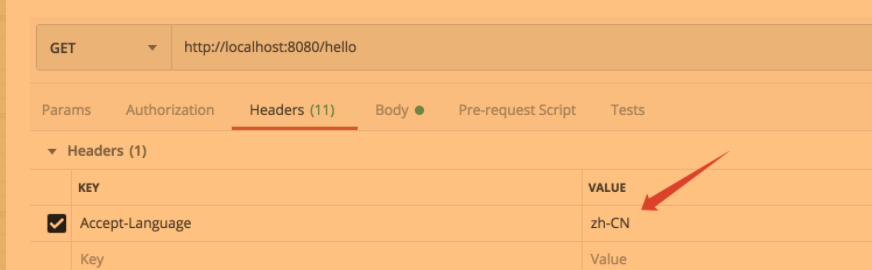 GET http://localhost:8080/hello
Params Authorization Headers (11) Body Pre-request Script Tests
Headers (1)
KEY VALUE
Accept-Language zh-CN
Key Value